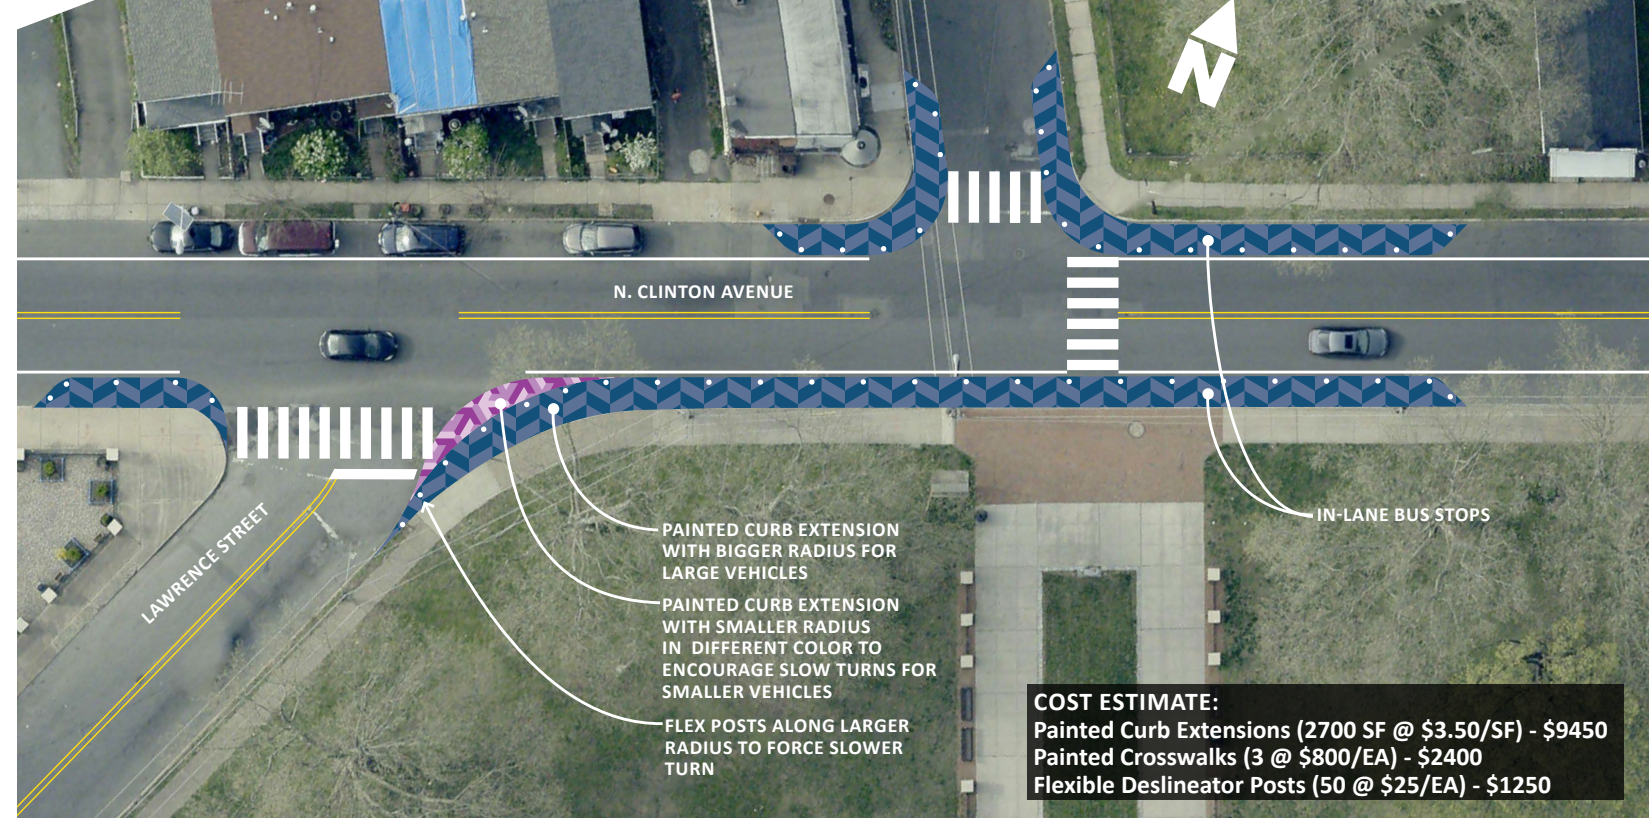 N
N. CLINTON AVENUE
LAWRENCE STREET
PAINTED CURB EXTENSION
WITH BIGGER RADIUS FOR
LARGE VEHICLES
PAINTED CURB EXTENSION
WITH SMALLER RADIUS
IN DIFFERENT COLOR TO
ENCOURAGE SLOW TURNS FOR
SMALLER VEHICLES
FLEX POSTS ALONG LARGER
RADIUS TO FORCE SLOWER
TURN
IN-LANE BUS STOPS
COST ESTIMATE:
Painted Curb Extensions (2700 SF @ $3.50/SF) - $9450
Painted Crosswalks (3 @ $800/EA) - $2400
Flexible Deslineator Posts (50 @ $25/EA) - $1250